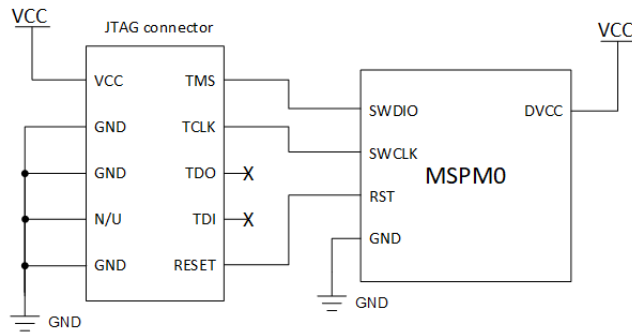 VCC
JTAG connector
VCC
VCC TMS
GND TCLK
GND TDO
N/U TDI
GND RESET
GND
SWDIO DVCC
SWCLK
MSPM0
RST
GND
GND